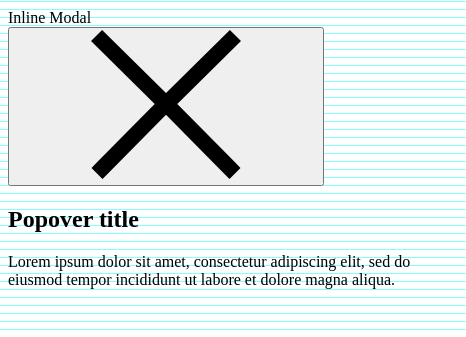 Inline Modal
Popover title
Lorem ipsum dolor sit amet, consectetur adipiscing elit, sed do
eiusmod tempor incididunt ut labore et dolore magna aliqua.